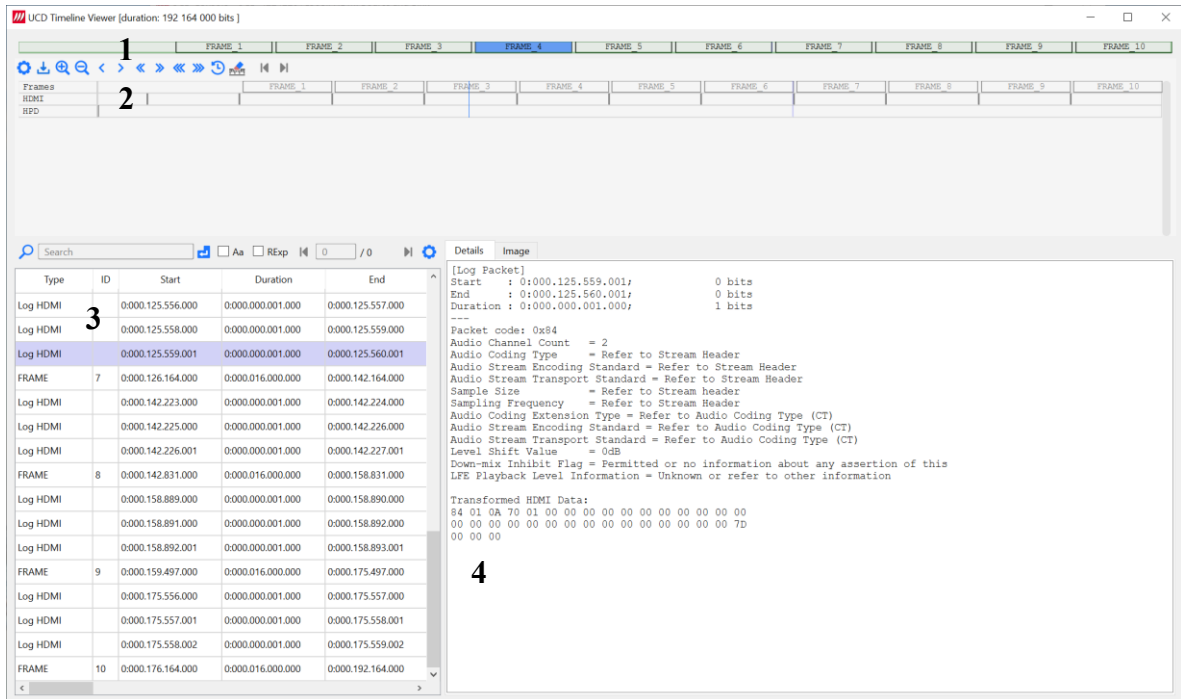 UCD Timeline Viewer [duration: 192 164 000 bits ]
1
FRAME_1 FRAME_2 FRAME_3 FRAME_4 FRAME_5 FRAME_6 FRAME_7 FRAME_8 FRAME_9 FRAME_10
2
Frames FRAME_1 FRAME_2 FRAME_3 FRAME_4 FRAME_5 FRAME_6 FRAME_7 FRAME_8 FRAME_9 FRAME_10
HDMI
HPD
Search Aa RExp 0 / 0
Type ID Start Duration End
Log HDMI 0:000.125.556.000 0:000.000.001.000 0:000.125.557.000
3
Log HDMI 0:000.125.558.000 0:000.000.001.000 0:000.125.559.000
Log HDMI 0:000.125.559.001 0:000.000.001.000 0:000.125.560.001
FRAME 7 0:000.126.164.000 0:000.016.000.000 0:000.142.164.000
Log HDMI 0:000.142.223.000 0:000.000.001.000 0:000.142.224.000
Log HDMI 0:000.142.225.000 0:000.000.001.000 0:000.142.226.000
Log HDMI 0:000.142.226.001 0:000.000.001.000 0:000.142.227.001
FRAME 8 0:000.142.831.000 0:000.016.000.000 0:000.158.831.000
Log HDMI 0:000.158.889.000 0:000.000.001.000 0:000.158.890.000
Log HDMI 0:000.158.891.000 0:000.000.001.000 0:000.158.892.000
Log HDMI 0:000.158.892.001 0:000.000.001.000 0:000.158.893.001
FRAME 9 0:000.159.497.000 0:000.016.000.000 0:000.175.497.000
Log HDMI 0:000.175.556.000 0:000.000.001.000 0:000.175.557.000
Log HDMI 0:000.175.557.001 0:000.000.001.000 0:000.175.558.001
Log HDMI 0:000.175.558.002 0:000.000.001.000 0:000.175.559.002
FRAME 10 0:000.176.164.000 0:000.016.000.000 0:000.192.164.000
Details Image
[Log Packet]
Start : 0:000.125.559.001; 0 bits
End : 0:000.125.560.001; 0 bits
Duration : 0:000.000.001.000; 1 bits
---
Packet code: 0x84
Audio Channel Count = 2
Audio Coding Type = Refer to Stream Header
Audio Stream Encoding Standard = Refer to Stream Header
Audio Stream Transport Standard = Refer to Stream Header
Sample Size = Refer to Stream header
Sampling Frequency = Refer to Stream Header
Audio Coding Extension Type = Refer to Audio Coding Type (CT)
Audio Stream Encoding Standard = Refer to Audio Coding Type (CT)
Audio Stream Transport Standard = Refer to Audio Coding Type (CT)
Level Shift Value = 0dB
Down-mix Inhibit Flag = Permitted or no information about any assertion of this
LFE Playback Level Information = Unknown or refer to other information
Transformed HDMI Data:
84 01 0A 70 01 00 00 00 00 00 00 00 00 00 00 00
00 00 00 00 00 00 00 00 00 00 00 00 00 00 00 7D
00 00 00
4